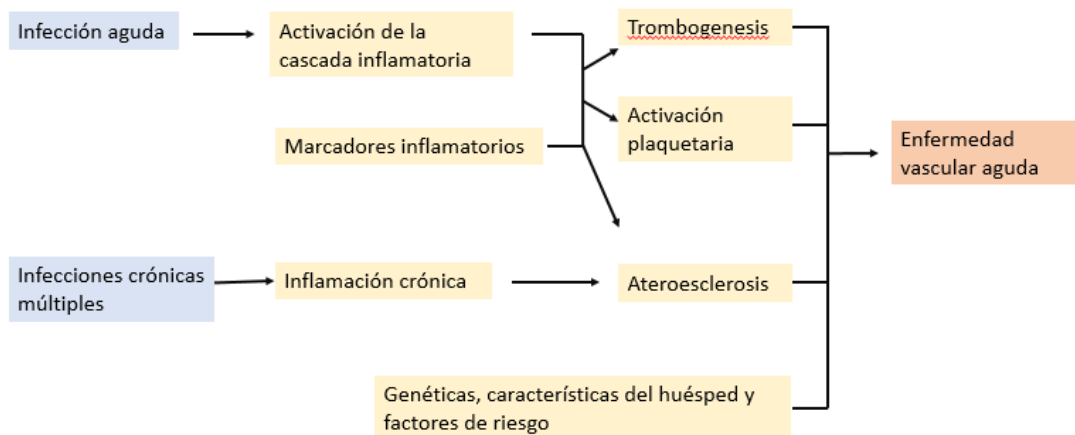 Infección aguda
Activación de la
cascada inflamatoria
Trombogenesis
Marcadores inflamatorios
Activación
plaquetaria
Enfermedad
vascular aguda
Infecciones crónicas
múltiples
Inflamación crónica
Ateroesclerosis
Genéticas, características del huésped y
factores de riesgo